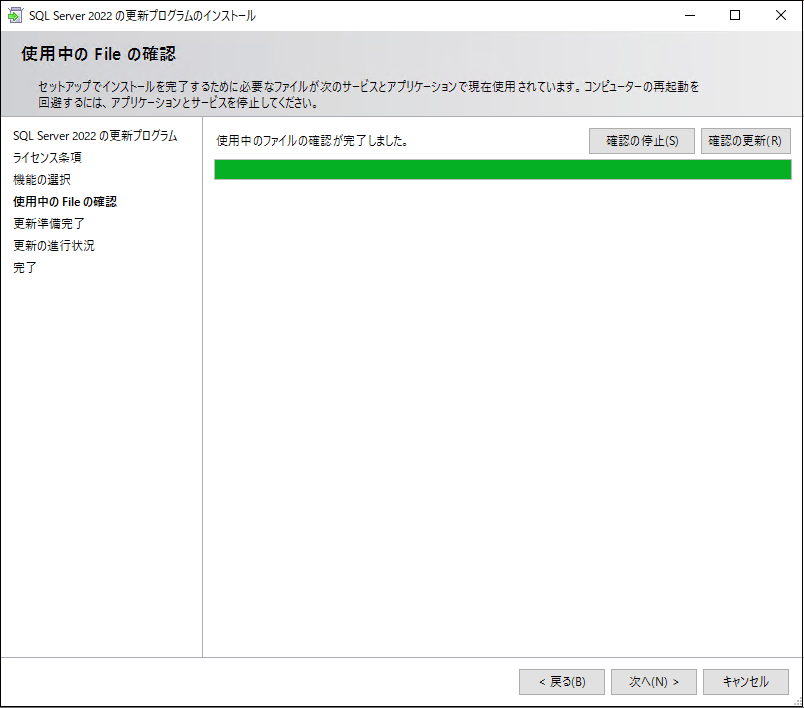 SQL Server 2022 の更新プログラムのインストール
使用中の File の確認
セットアップでインストールを完了するために必要なファイルが次のサービスとアプリケーションで現在使用されています。コンピューターの再起動を
回避するには、アプリケーションとサービスを停止してください。
SQL Server 2022 の更新プログラム
ライセンス条項
機能の選択
使用中の File の確認
更新準備完了
更新の進行状況
完了
使用中のファイルの確認が完了しました。
確認の停止(S)
確認の更新(R)
< 戻る(B)
次へ(N) >
キャンセル